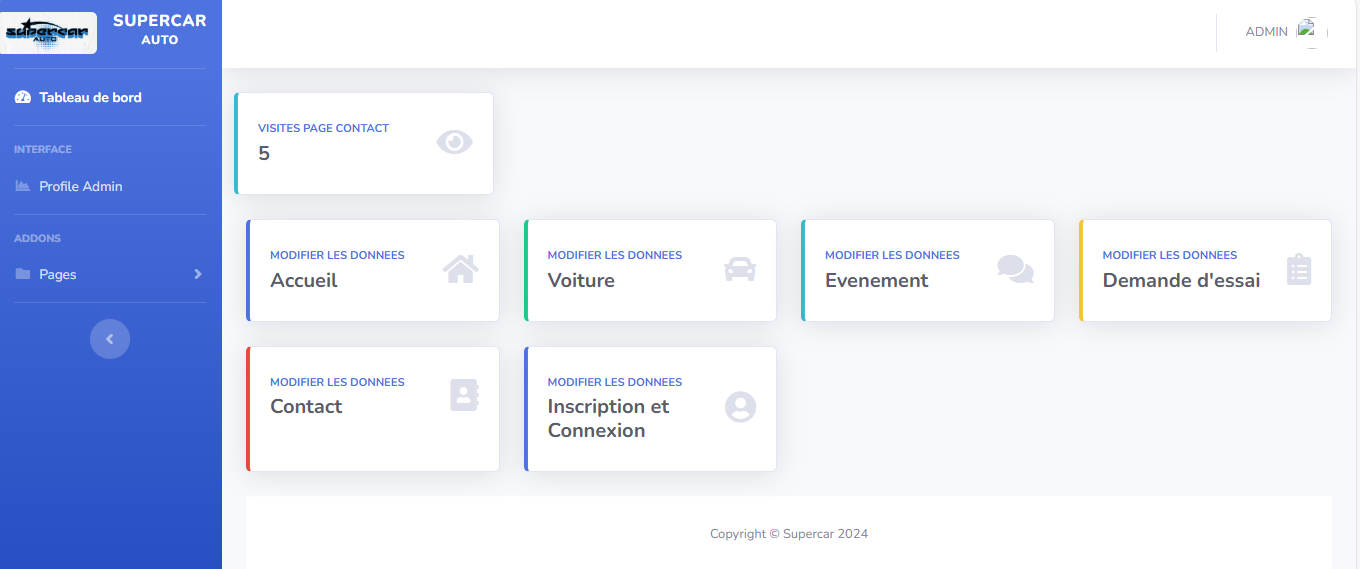 supercar
AUTO
SUPERCAR
AUTO
Tableau de bord
INTERFACE
Profile Admin
ADDONS
Pages
ADMIN
VISITES PAGE CONTACT
5
MODIFIER LES DONNEES
Accueil
MODIFIER LES DONNEES
Voiture
MODIFIER LES DONNEES
Evenement
MODIFIER LES DONNEES
Demande d'essai
MODIFIER LES DONNEES
Contact
MODIFIER LES DONNEES
Inscription et
Connexion
Copyright © Supercar 2024